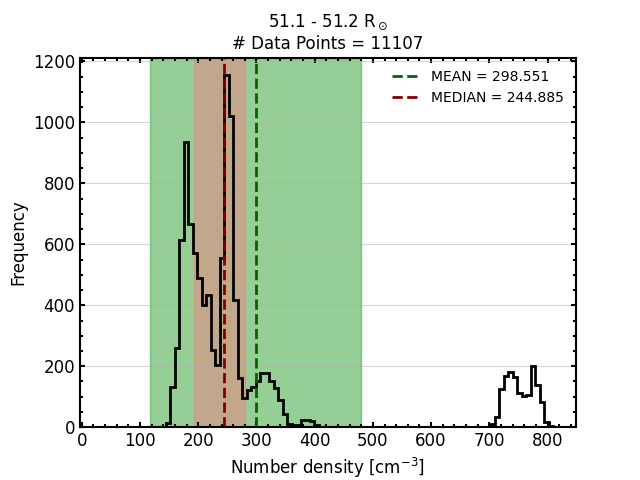 51.1 - 51.2 R⊙
# Data Points = 11107
MEAN = 298.551
MEDIAN = 244.885
1200
1000
800
600
400
200
0
Frequency
0 100 200 300 400 500 600 700 800
Number density [cm⁻³]